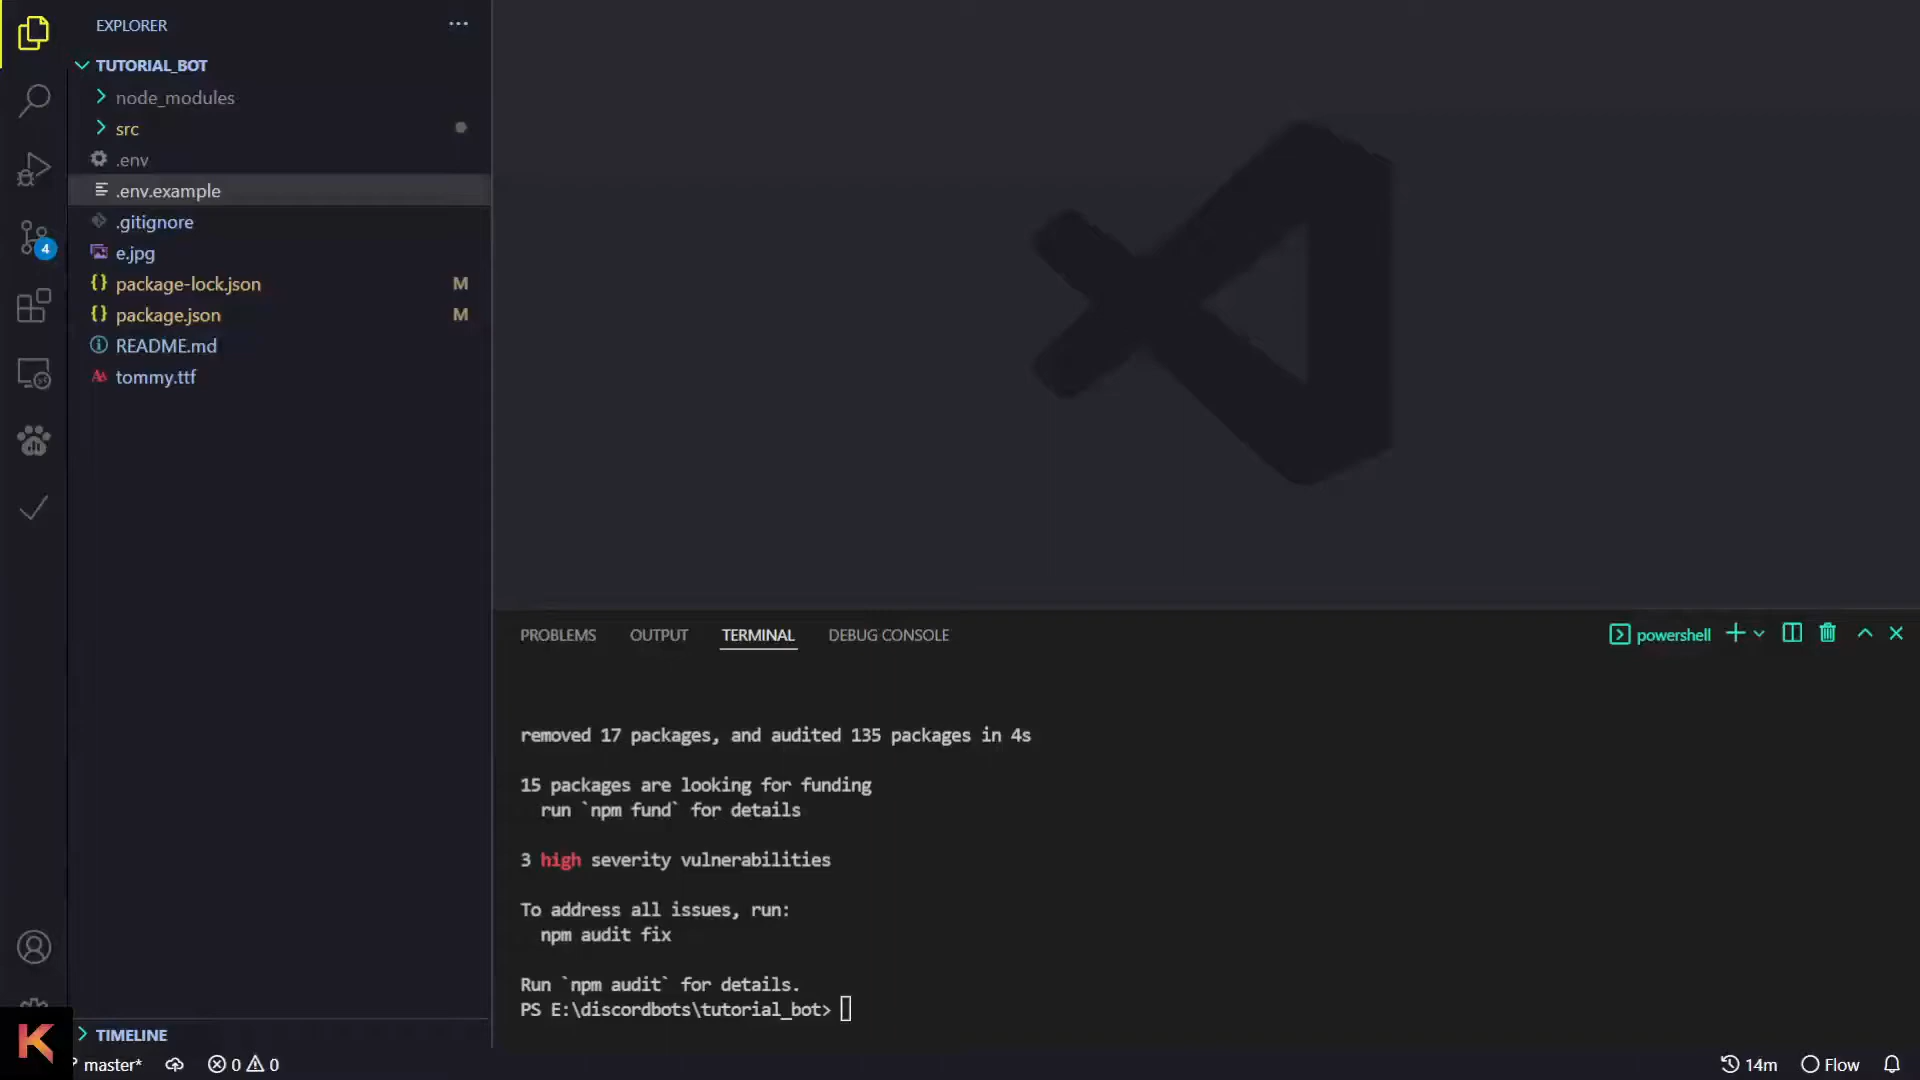 EXPLORER
TUTORIAL_BOT
node_modules
src
.env
.env.example
.gitignore
4
e.jpg
package-lock.json M
package.json M
README.md
tommy.ttf
PROBLEMS OUTPUT TERMINAL DEBUG CONSOLE powershell
removed 17 packages, and audited 135 packages in 4s
15 packages are looking for funding
run `npm fund` for details
3 high severity vulnerabilities
To address all issues, run:
npm audit fix
Run `npm audit` for details.
PS E:\discordbots\tutorial_bot>
TIMELINE
K
master* 0 0 14m Flow